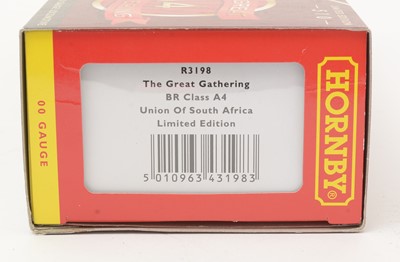 R3198
The Great Gathering
BR Class A4
Union Of South Africa
Limited Edition
5 010963 431983
00 GAUGE
HORNBY